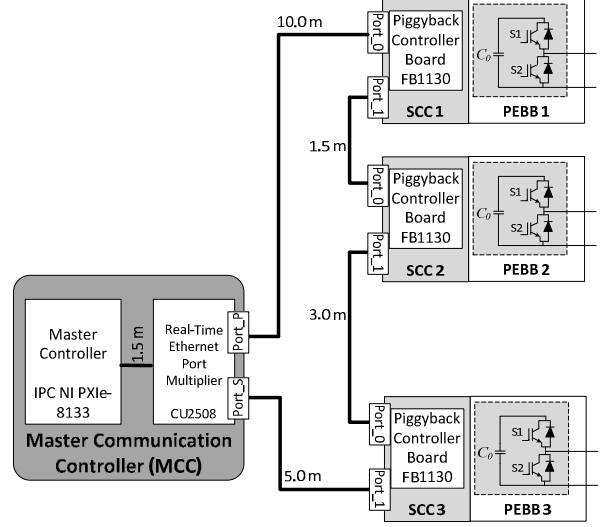 10.0 m
Port_0
Piggyback
Controller
Board
FB1130
Port_1
SCC 1
C0
S1
S2
PEBB 1
1.5 m
Port_0
Piggyback
Controller
Board
FB1130
Port_1
SCC 2
C0
S1
S2
PEBB 2
3.0 m
Master
Controller
IPC NI PXIe-
8133
1.5 m
Real-Time
Ethernet
Port
Multiplier
CU2508
Port_P
Port_S
Master Communication
Controller (MCC)
5.0 m
Port_0
Piggyback
Controller
Board
FB1130
Port_1
SCC 3
C0
S1
S2
PEBB 3